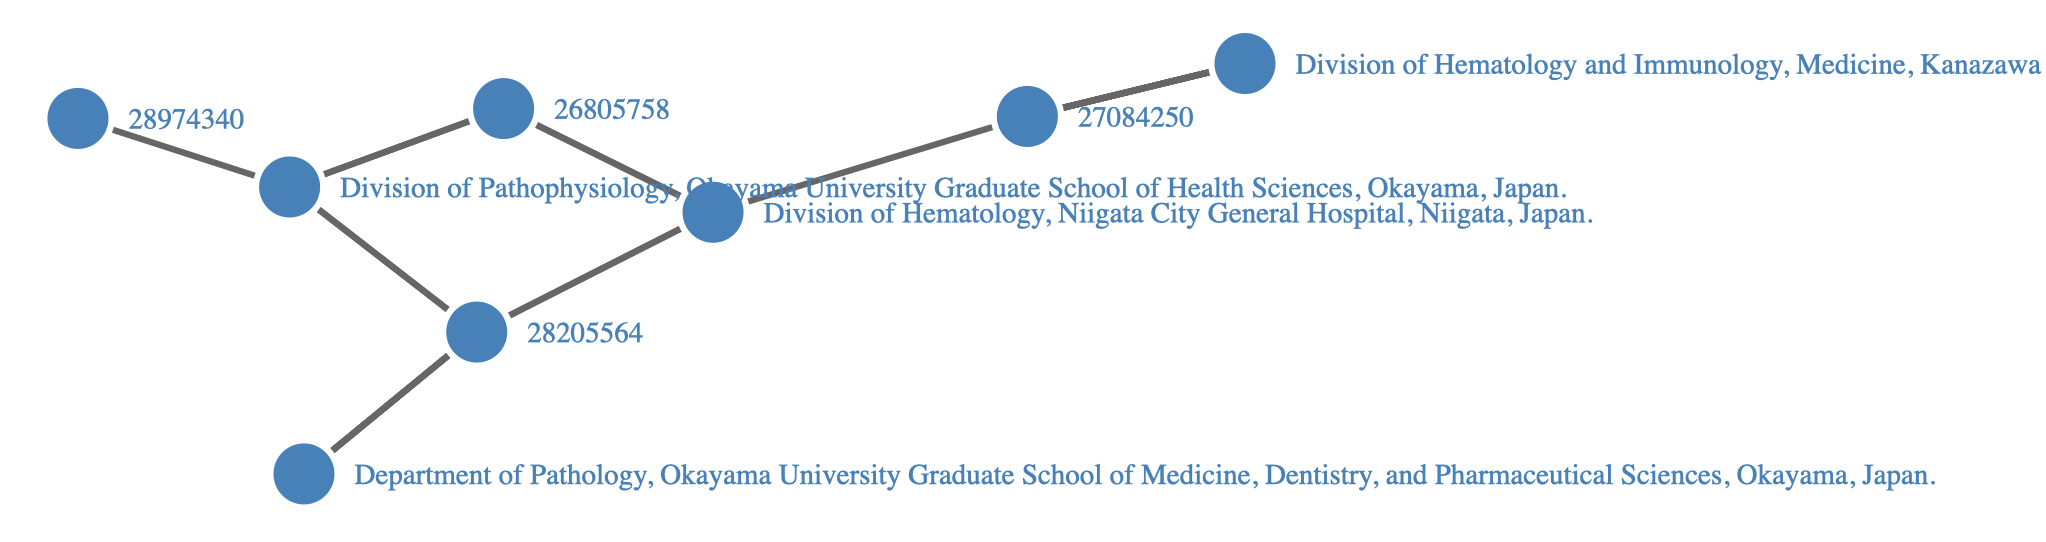 Division of Hematology and Immunology, Medicine, Kanazawa
28974340
26805758
27084250
Division of Pathophysiology, Okayama University Graduate School of Health Sciences, Okayama, Japan.
Division of Hematology, Niigata City General Hospital, Niigata, Japan.
28205564
Department of Pathology, Okayama University Graduate School of Medicine, Dentistry, and Pharmaceutical Sciences, Okayama, Japan.